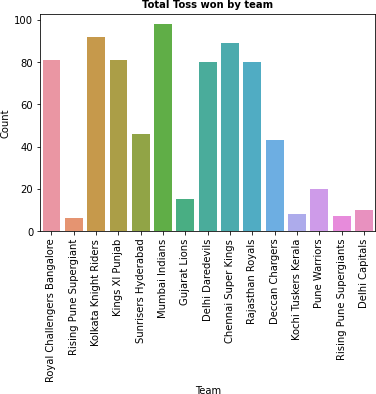 Total Toss won by team
100
80
60
40
20
0
Count
Royal Challengers Bangalore
Rising Pune Supergiant
Kolkata Knight Riders
Kings XI Punjab
Sunrisers Hyderabad
Mumbai Indians
Gujarat Lions
Delhi Daredevils
Chennai Super Kings
Rajasthan Royals
Deccan Chargers
Kochi Tuskers Kerala
Pune Warriors
Rising Pune Supergiants
Delhi Capitals
Team